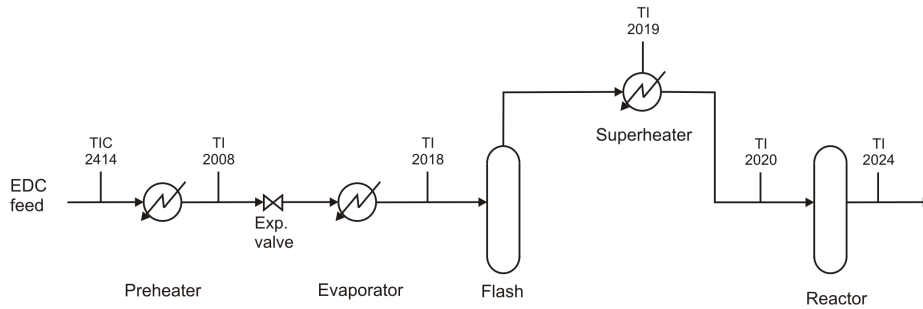 TI
2019
Superheater
TIC
2414
TI
2008
TI
2018
TI
2020
TI
2024
EDC
feed
Exp.
valve
Preheater
Evaporator
Flash
Reactor